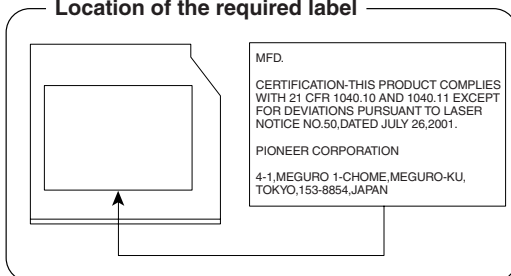 Location of the required label
MFD.
CERTIFICATION-THIS PRODUCT COMPLIES
WITH 21 CFR 1040.10 AND 1040.11 EXCEPT
FOR DEVIATIONS PURSUANT TO LASER
NOTICE NO.50,DATED JULY 26,2001.
PIONEER CORPORATION
4-1,MEGURO 1-CHOME,MEGURO-KU,
TOKYO,153-8854,JAPAN